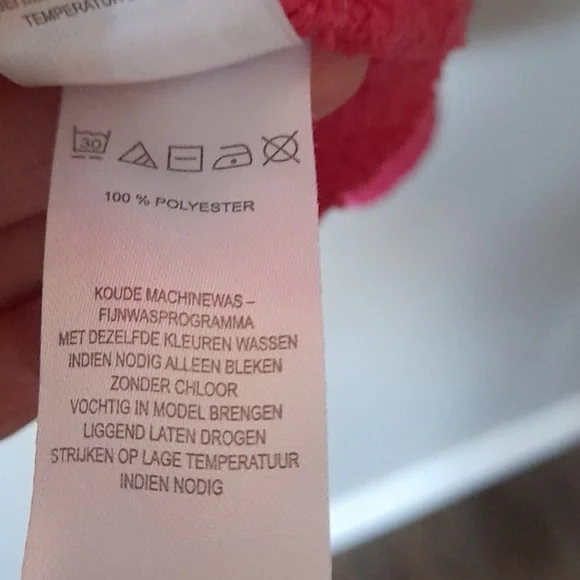 TEMPERATUR
30
100 % POLYESTER
KOUDE MACHINEWAS –
FIJNWASPROGRAMMA
MET DEZELFDE KLEUREN WASSEN
INDIEN NODIG ALLEEN BLEKEN
ZONDER CHLOOR
VOCHTIG IN MODEL BRENGEN
LIGGEND LATEN DROGEN
STRIJKEN OP LAGE TEMPERATUUR
INDIEN NODIG